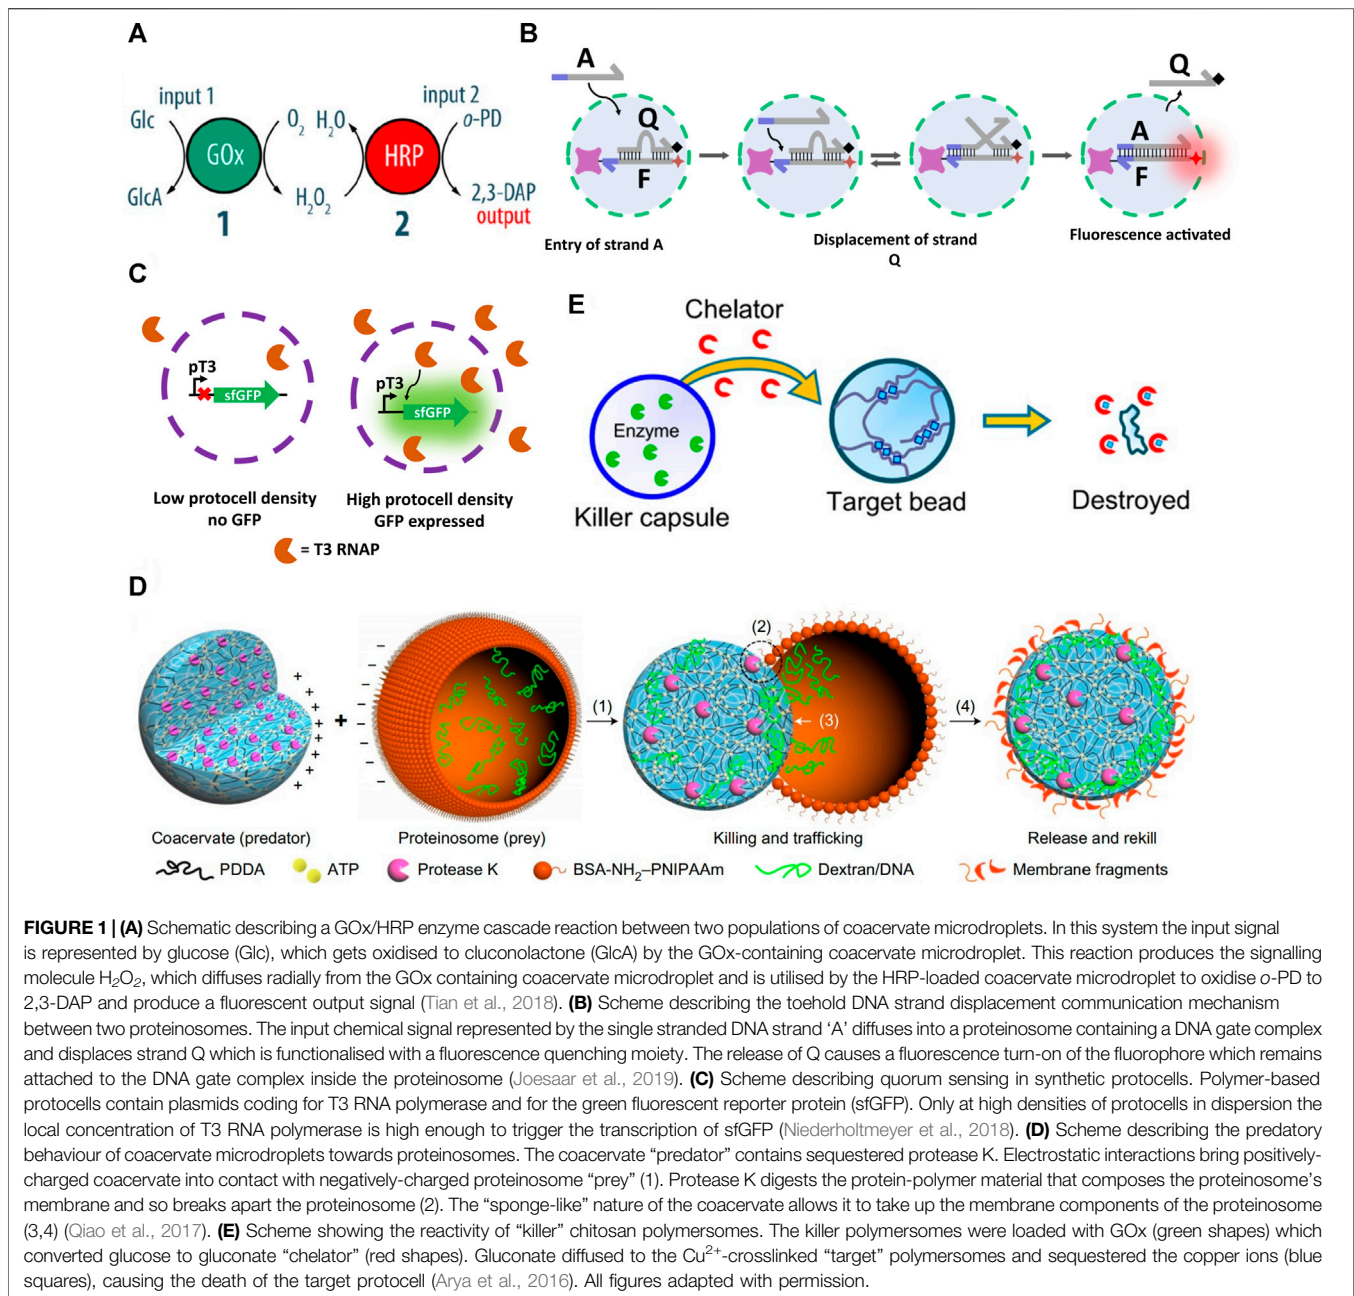 A
input 1
Glc
GOx
GlcA
1
O2 H2O
H2O2
input 2
o-PD
HRP
2
2,3-DAP
output
B
A
Q
F
Entry of strand A
Displacement of strand
Q
Q
A
F
Fluorescence activated
C
pT3
sfGFP
Low protocell density
no GFP
pT3
sfGFP
High protocell density
GFP expressed
= T3 RNAP
E
Chelator
Enzyme
Killer capsule
Target bead
Destroyed
D
+
(1)
(2)
(3)
(4)
Coacervate (predator)
Proteinosome (prey)
Killing and trafficking
Release and rekill
PDDA
ATP
Protease K
BSA-NH2–PNIPAAm
Dextran/DNA
Membrane fragments
FIGURE 1 | (A) Schematic describing a GOx/HRP enzyme cascade reaction between two populations of coacervate microdroplets. In this system the input signal
is represented by glucose (Glc), which gets oxidised to cluconolactone (GlcA) by the GOx-containing coacervate microdroplet. This reaction produces the signalling
molecule H2O2, which diffuses radially from the GOx containing coacervate microdroplet and is utilised by the HRP-loaded coacervate microdroplet to oxidise o-PD to
2,3-DAP and produce a fluorescent output signal (Tian et al., 2018). (B) Scheme describing the toehold DNA strand displacement communication mechanism
between two proteinosomes. The input chemical signal represented by the single stranded DNA strand ‘A’ diffuses into a proteinosome containing a DNA gate complex
and displaces strand Q which is functionalised with a fluorescence quenching moiety. The release of Q causes a fluorescence turn-on of the fluorophore which remains
attached to the DNA gate complex inside the proteinosome (Joesaar et al., 2019). (C) Scheme describing quorum sensing in synthetic protocells. Polymer-based
protocells contain plasmids coding for T3 RNA polymerase and for the green fluorescent reporter protein (sfGFP). Only at high densities of protocells in dispersion the
local concentration of T3 RNA polymerase is high enough to trigger the transcription of sfGFP (Niederholtmeyer et al., 2018). (D) Scheme describing the predatory
behaviour of coacervate microdroplets towards proteinosomes. The coacervate “predator” contains sequestered protease K. Electrostatic interactions bring positively-
charged coacervate into contact with negatively-charged proteinosome “prey” (1). Protease K digests the protein-polymer material that composes the proteinosome’s
membrane and so breaks apart the proteinosome (2). The “sponge-like” nature of the coacervate allows it to take up the membrane components of the proteinosome
(3,4) (Qiao et al., 2017). (E) Scheme showing the reactivity of “killer” chitosan polymersomes. The killer polymersomes were loaded with GOx (green shapes) which
converted glucose to gluconate “chelator” (red shapes). Gluconate diffused to the Cu2+-crosslinked “target” polymersomes and sequestered the copper ions (blue
squares), causing the death of the target protocell (Arya et al., 2016). All figures adapted with permission.